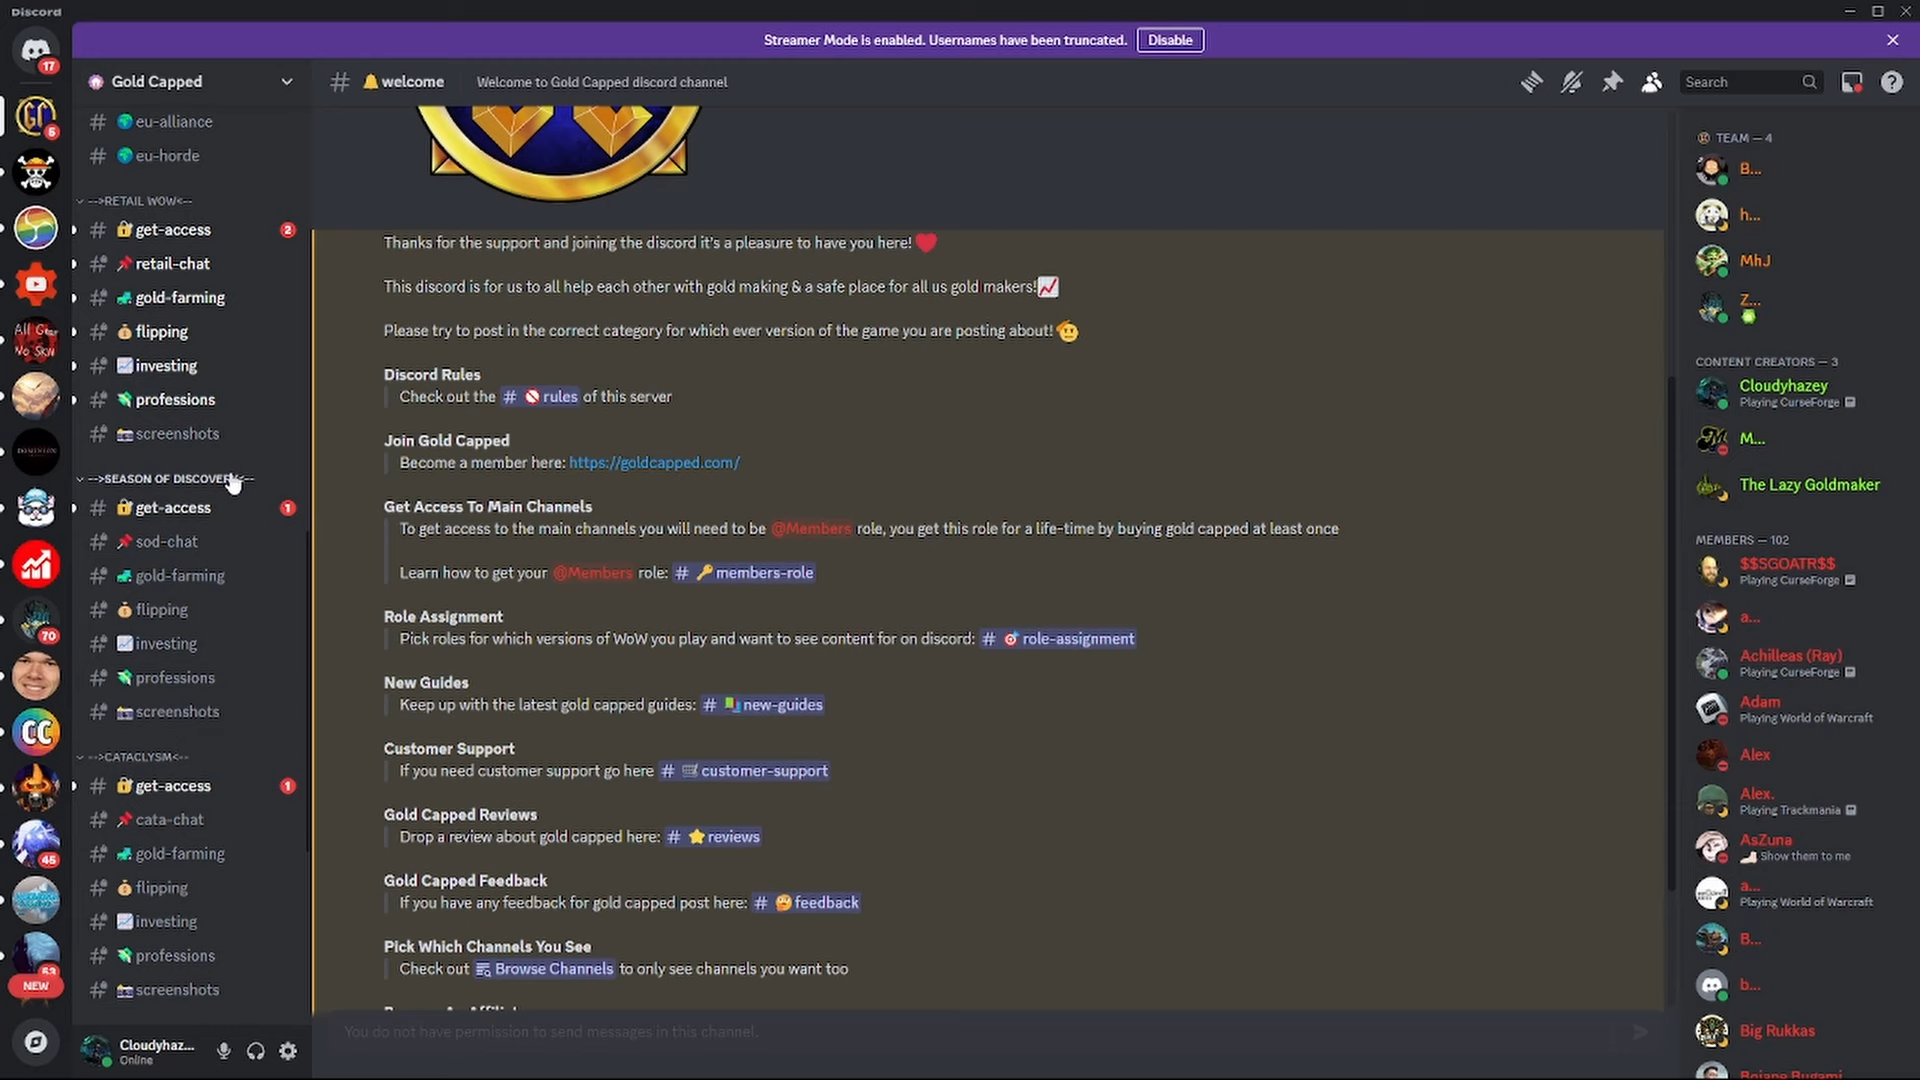 Discord
Streamer Mode is enabled. Usernames have been truncated. Disable
17
Gold Capped
# welcome Welcome to Gold Capped discord channel
Search
6
All Gear
No Skill
DOMINION
70
CC
45
53
NEW
# eu-alliance
# eu-horde
-->RETAIL WOW<--
# get-access 2
# retail-chat
# gold-farming
# flipping
# investing
# professions
# screenshots
-->SEASON OF DISCOVERY<--
# get-access 1
# sod-chat
# gold-farming
# flipping
# investing
# professions
# screenshots
-->CATACLYSM<--
# get-access 1
# cata-chat
# gold-farming
# flipping
# investing
# professions
# screenshots
Cloudyhaz...
Online
Thanks for the support and joining the discord it's a pleasure to have you here!
This discord is for us to all help each other with gold making & a safe place for all us gold makers!
Please try to post in the correct category for which ever version of the game you are posting about!
Discord Rules
Check out the # rules of this server
Join Gold Capped
Become a member here: https://goldcapped.com/
Get Access To Main Channels
To get access to the main channels you will need to be @Members role, you get this role for a life-time by buying gold capped at least once
Learn how to get your @Members role: # members-role
Role Assignment
Pick roles for which versions of WoW you play and want to see content for on discord: # role-assignment
New Guides
Keep up with the latest gold capped guides: # new-guides
Customer Support
If you need customer support go here # customer-support
Gold Capped Reviews
Drop a review about gold capped here: # reviews
Gold Capped Feedback
If you have any feedback for gold capped post here: # feedback
Pick Which Channels You See
Check out Browse Channels to only see channels you want too
You do not have permission to send messages in this channel.
TEAM — 4
B...
h...
MhJ
Z...
CONTENT CREATORS — 3
Cloudyhazey
Playing CurseForge
M...
The Lazy Goldmaker
MEMBERS — 102
$$SGOATR$$
Playing CurseForge
a...
Achilleas (Ray)
Playing CurseForge
Adam
Playing World of Warcraft
Alex
Alex.
Playing Trackmania
AsZuna
Show them to me
a...
Playing World of Warcraft
B...
b...
Big Rukkas